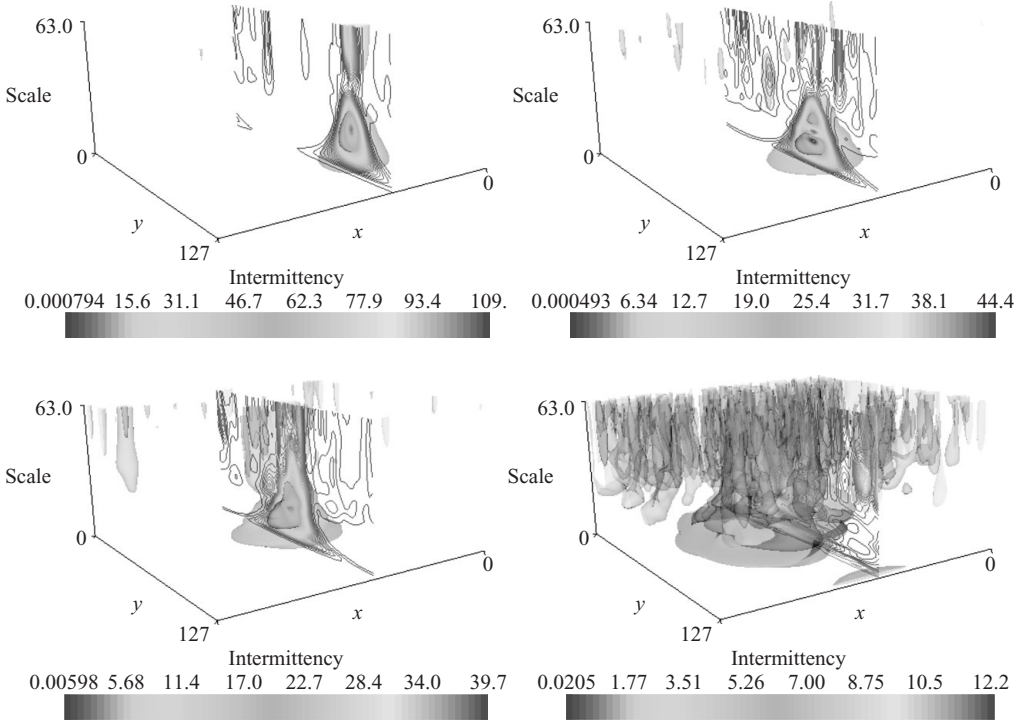 63.0
Scale
0
y
127
x
0
Intermittency
0.000794 15.6 31.1 46.7 62.3 77.9 93.4 109.
63.0
Scale
0
y
127
x
0
Intermittency
0.000493 6.34 12.7 19.0 25.4 31.7 38.1 44.4
63.0
Scale
0
y
127
x
0
Intermittency
0.00598 5.68 11.4 17.0 22.7 28.4 34.0 39.7
63.0
Scale
0
y
127
x
0
Intermittency
0.0205 1.77 3.51 5.26 7.00 8.75 10.5 12.2